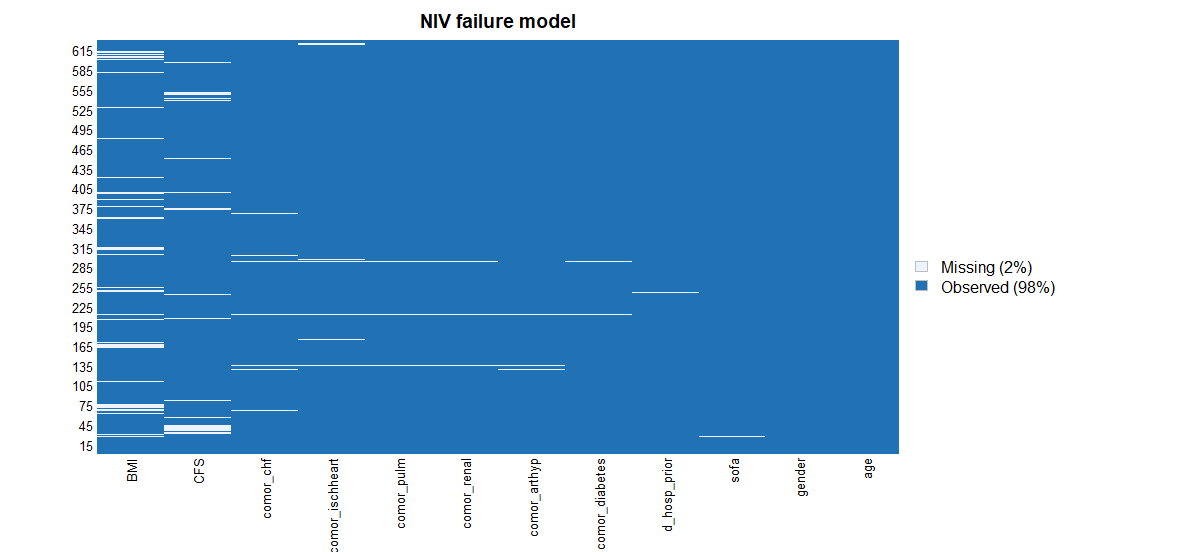 NIV failure model
615
585
555
525
495
465
435
405
375
345
315
285
255
225
195
165
135
105
75
45
15
Missing (2%)
Observed (98%)
BMI
CFS
comor_chf
comor_ischheart
comor_pulm
comor_renal
comor_arthyp
comor_diabetes
d_hosp_prior
sofa
gender
age